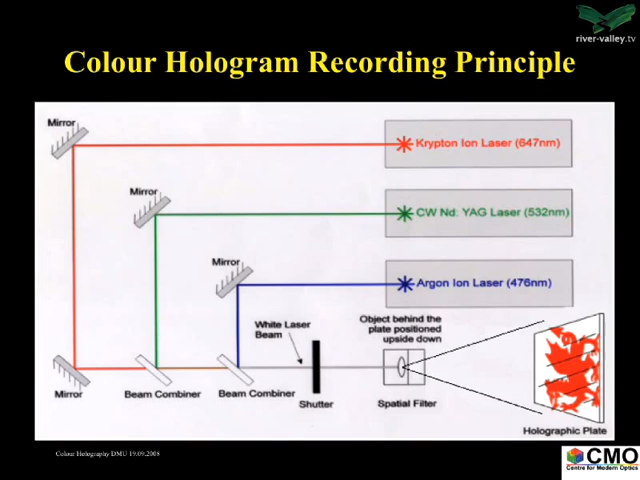 river-valley.tv
Colour Hologram Recording Principle
Mirror
Krypton Ion Laser (647nm)
Mirror
CW Nd: YAG Laser (532nm)
Mirror
Argon Ion Laser (476nm)
White Laser
Beam
Object behind the
plate positioned
upside down
Mirror
Beam Combiner
Beam Combiner
Shutter
Spatial Filter
Holographic Plate
Colour Holography DMU 19.09.2008
CMO
Centre for Modern Optics